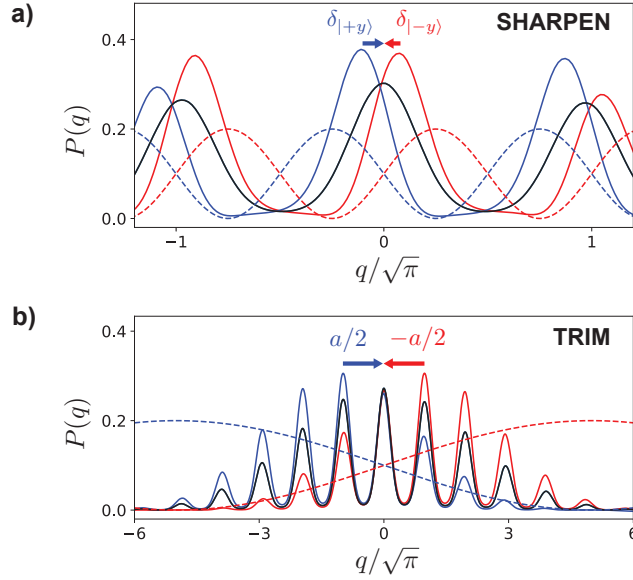 a)
δ|+y⟩ δ|−y⟩ SHARPEN
0.4
0.2
0.0
P(q)
−1 0 1
q/√π
b)
a/2 −a/2 TRIM
0.4
0.2
0.0
P(q)
−6 −3 0 3 6
q/√π